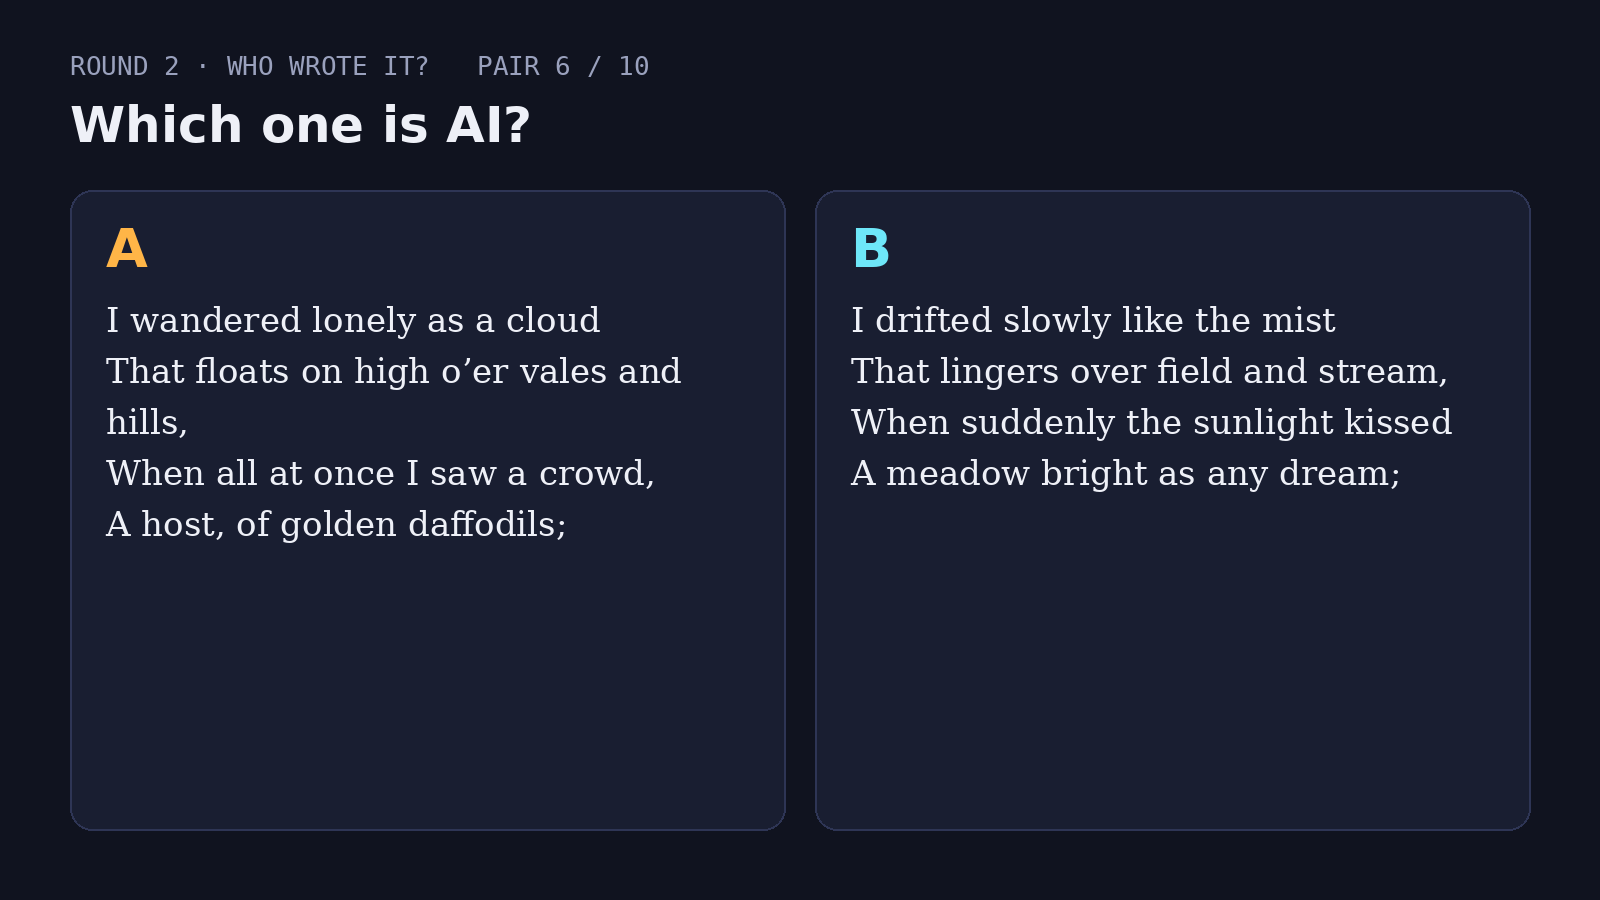 ROUND 2 · WHO WROTE IT?   PAIR 6 / 10
Which one is AI?
A
I wandered lonely as a cloud
That floats on high o’er vales and
hills,
When all at once I saw a crowd,
A host, of golden daffodils;
B
I drifted slowly like the mist
That lingers over field and stream,
When suddenly the sunlight kissed
A meadow bright as any dream;